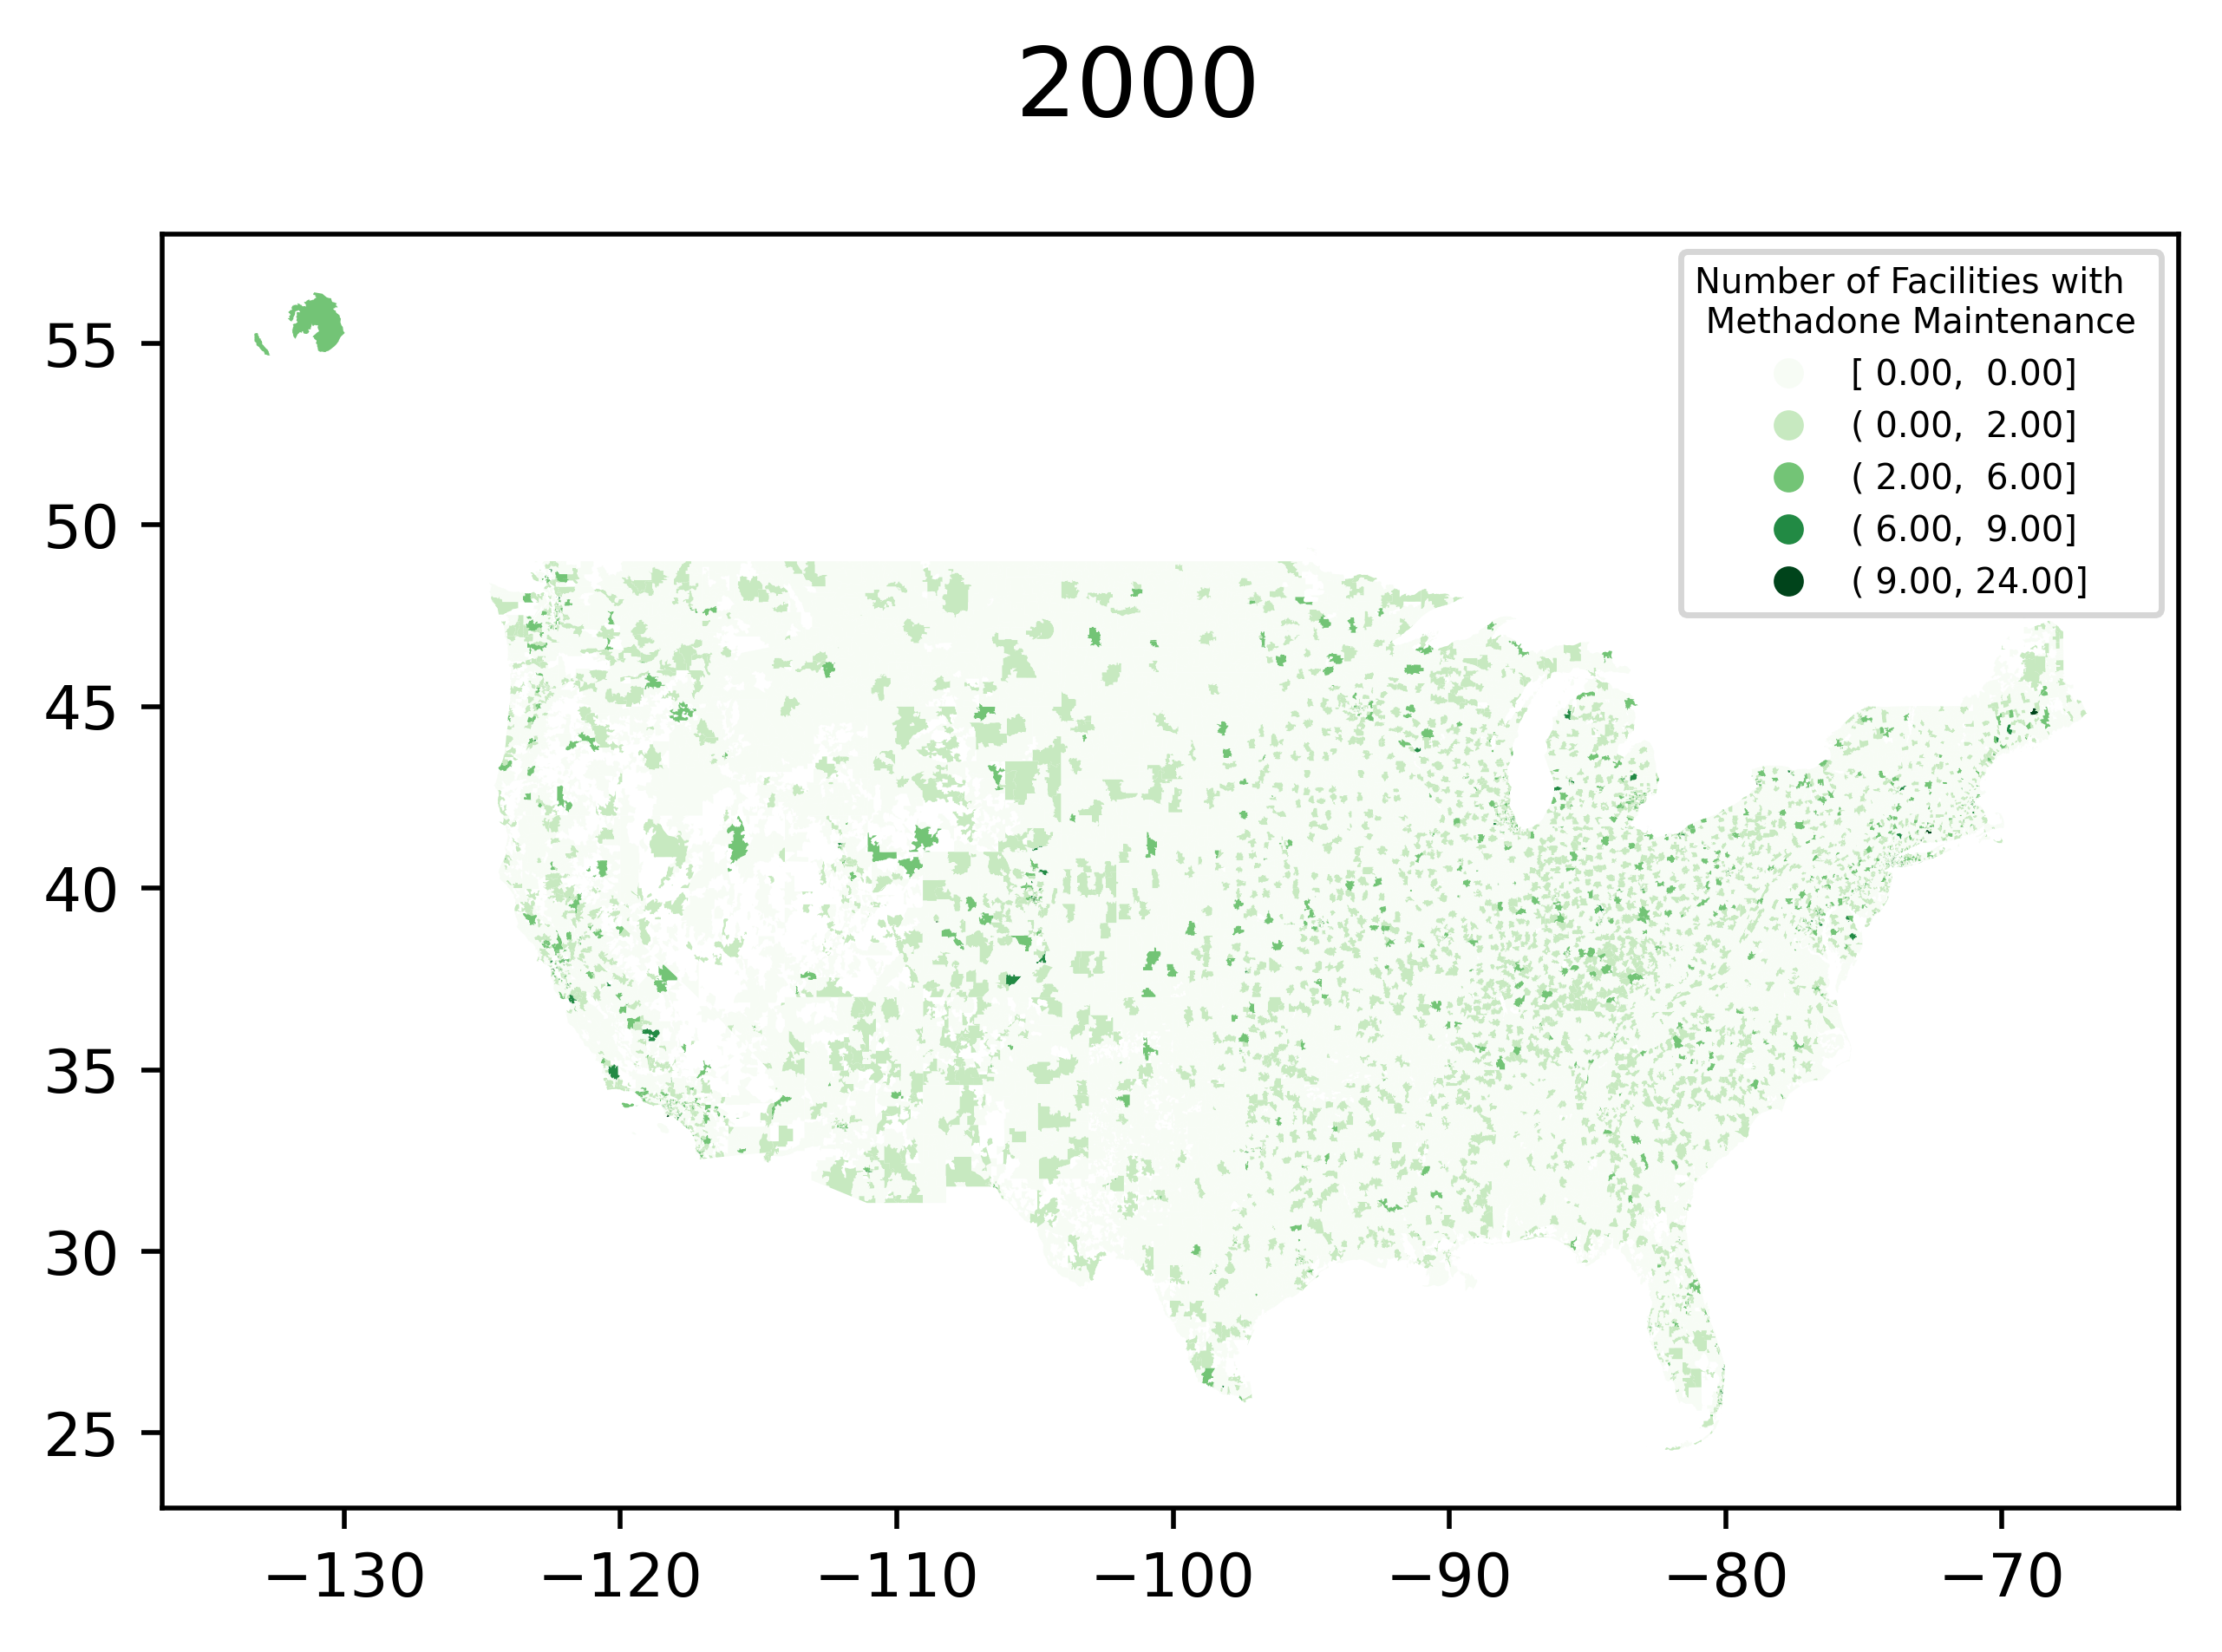 2000
Number of Facilities with
Methadone Maintenance
[ 0.00,  0.00]
( 0.00,  2.00]
( 2.00,  6.00]
( 6.00,  9.00]
( 9.00, 24.00]
55
50
45
40
35
30
25
−130 −120 −110 −100 −90 −80 −70